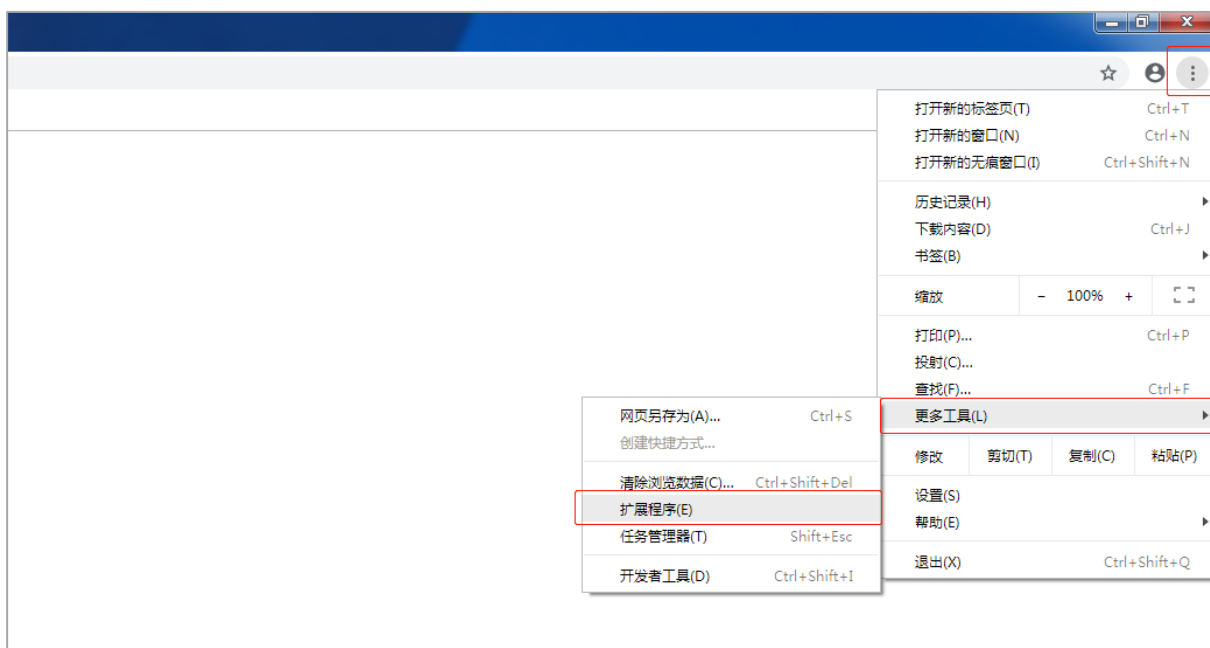 打开新的标签页(T) Ctrl+T
打开新的窗口(N) Ctrl+N
打开新的无痕窗口(I) Ctrl+Shift+N
历史记录(H)
下载内容(D) Ctrl+J
书签(B)
缩放 - 100% +
打印(P)... Ctrl+P
投射(C)...
查找(F)... Ctrl+F
更多工具(L)
修改 剪切(T) 复制(C) 粘贴(P)
设置(S)
帮助(E)
退出(X) Ctrl+Shift+Q
网页另存为(A)... Ctrl+S
创建快捷方式...
清除浏览数据(C)... Ctrl+Shift+Del
扩展程序(E)
任务管理器(T) Shift+Esc
开发者工具(D) Ctrl+Shift+I